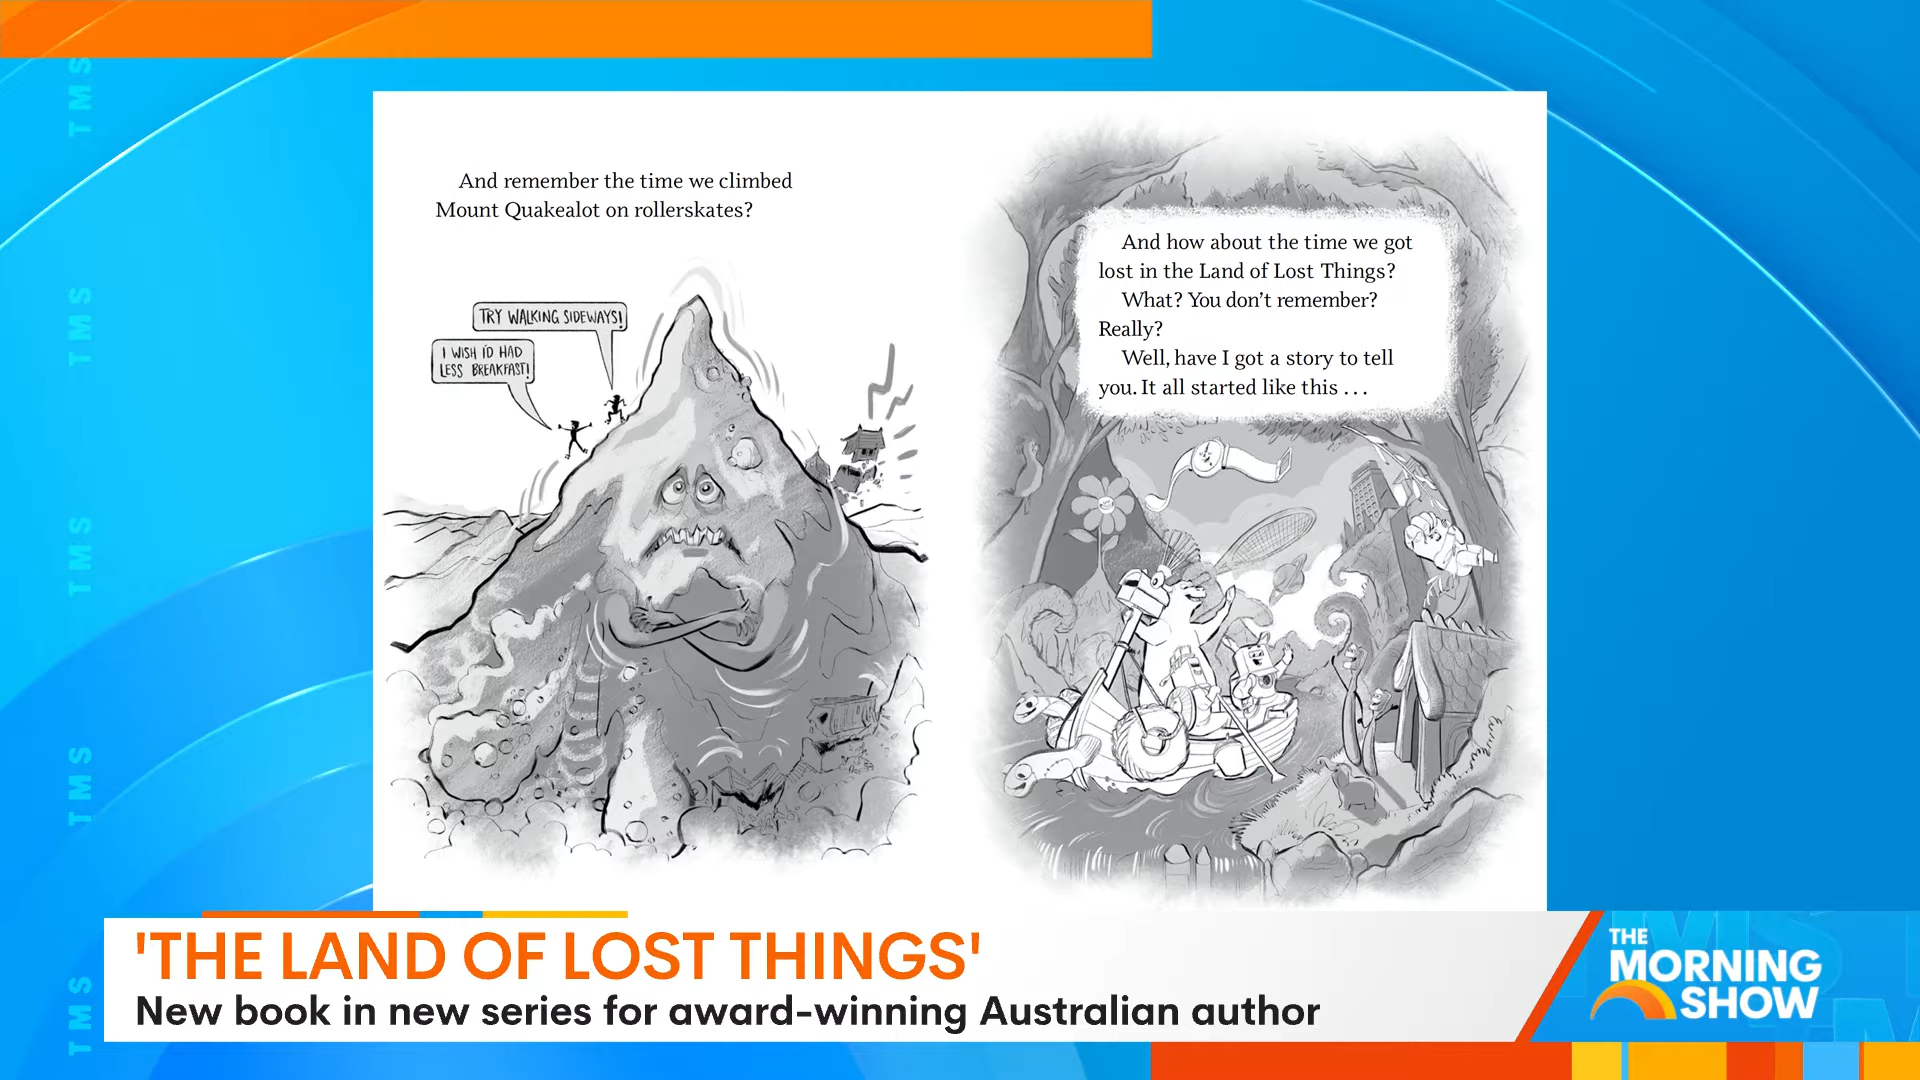 And remember the time we climbed
Mount Quakealot on rollerskates?
TRY WALKING SIDEWAYS!
I WISH I'D HAD
LESS BREAKFAST!
And how about the time we got
lost in the Land of Lost Things?
What? You don't remember?
Really?
Well, have I got a story to tell
you. It all started like this . . .
'THE LAND OF LOST THINGS'
New book in new series for award-winning Australian author
THE
MORNING
SHOW
TMS
TMS
TMS
TMS
TMS